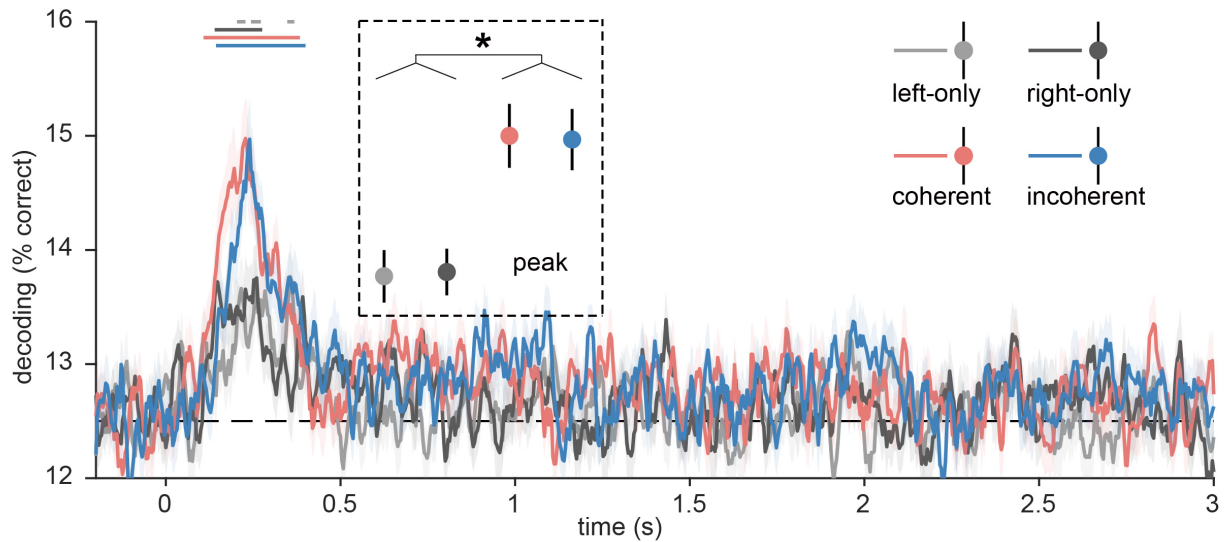 16
15
14
13
12
decoding (% correct)
*
peak
left-only
right-only
coherent
incoherent
0
0.5
1
1.5
2
2.5
3
time (s)